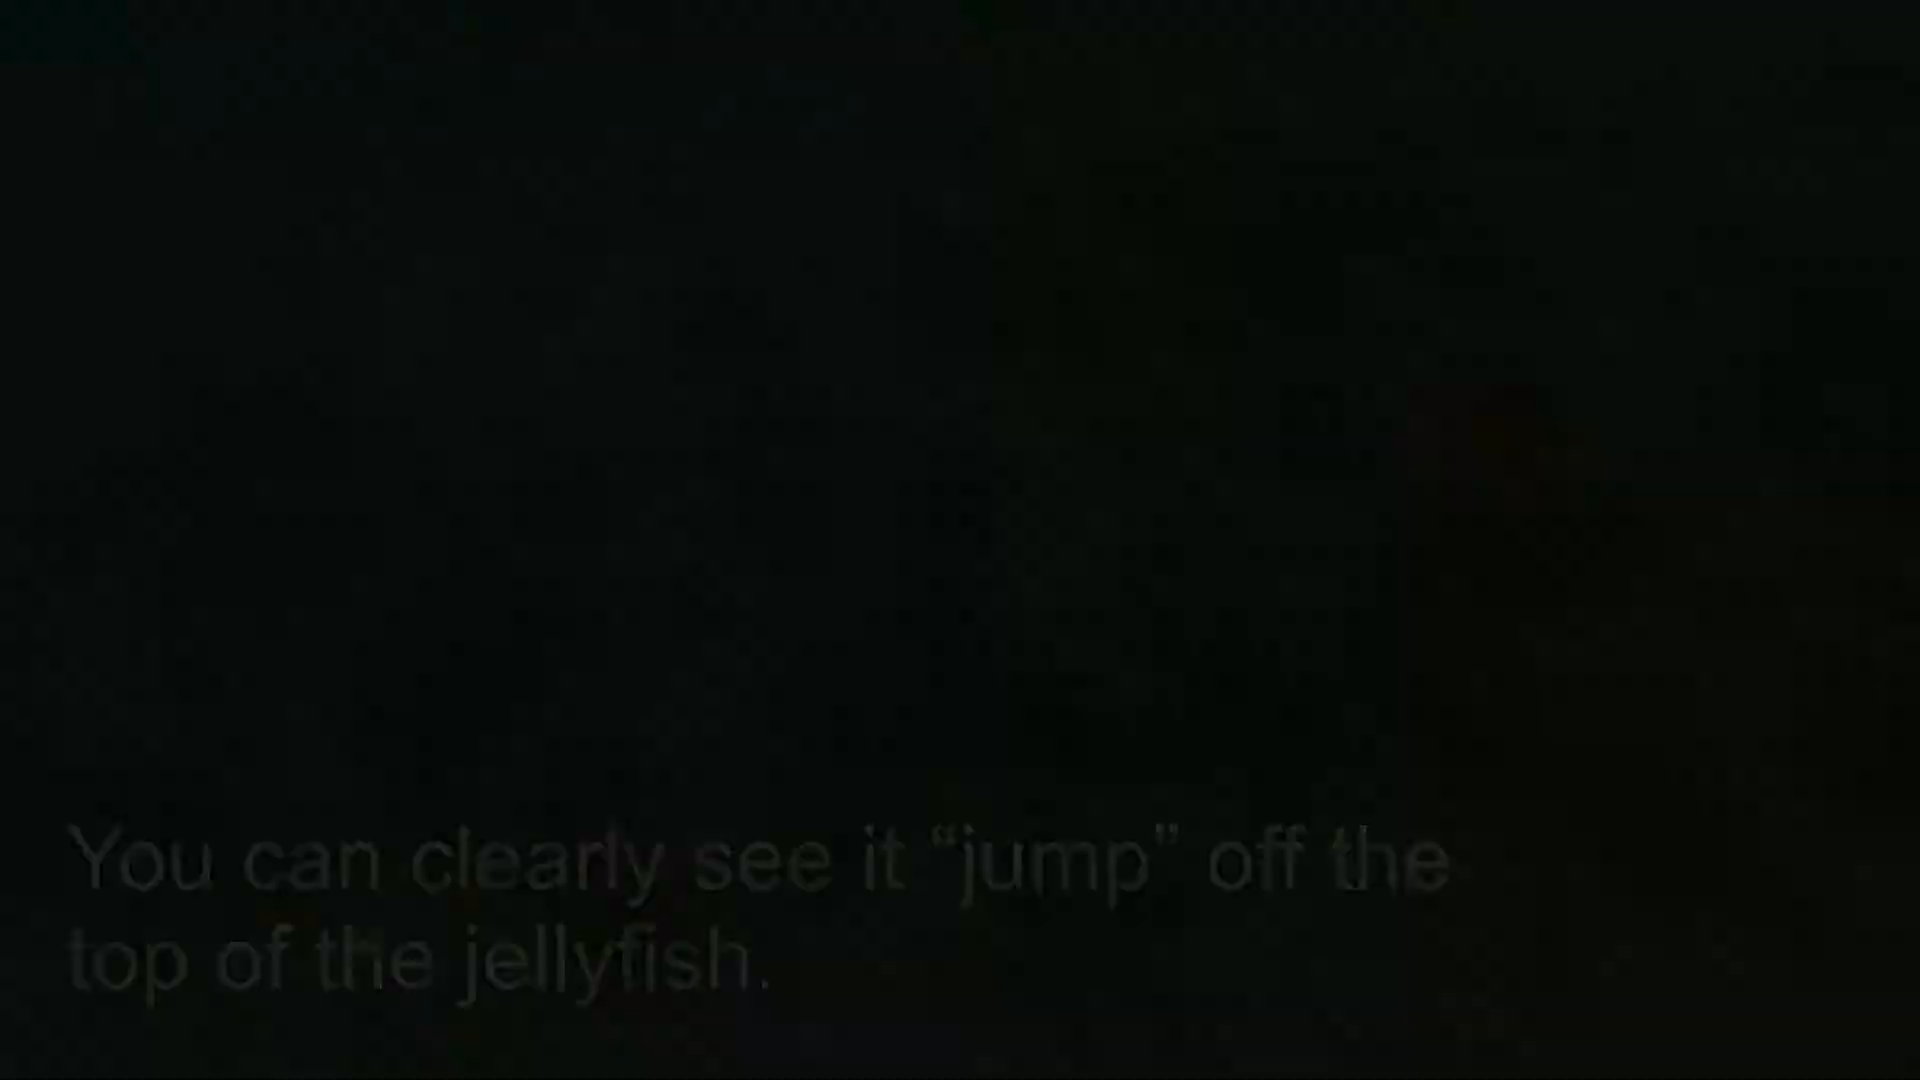 You can clearly see it “jump” off the
top of the jellyfish.